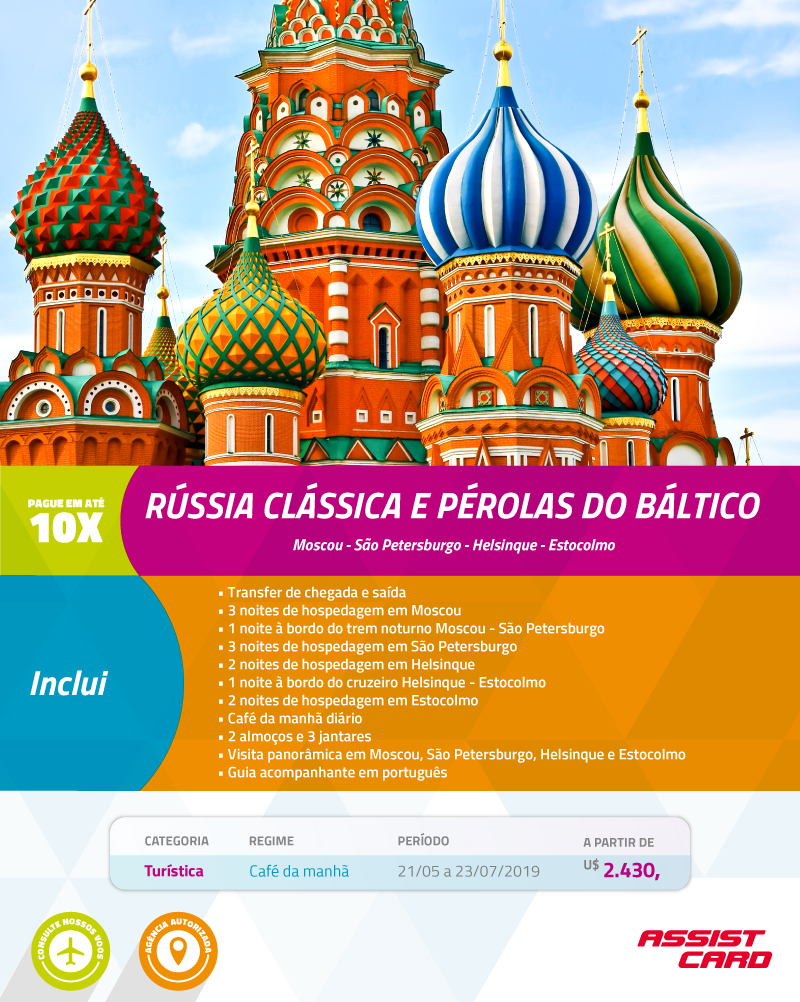 PAGUE EM ATÉ
10X
RÚSSIA CLÁSSICA E PÉROLAS DO BÁLTICO
Moscou - São Petersburgo - Helsinque - Estocolmo
Inclui
▪ Transfer de chegada e saída
▪ 3 noites de hospedagem em Moscou
▪ 1 noite à bordo do trem noturno Moscou - São Petersburgo
▪ 3 noites de hospedagem em São Petersburgo
▪ 2 noites de hospedagem em Helsinque
▪ 1 noite à bordo do cruzeiro Helsinque - Estocolmo
▪ 2 noites de hospedagem em Estocolmo
▪ Café da manhã diário
▪ 2 almoços e 3 jantares
▪ Visita panorâmica em Moscou, São Petersburgo, Helsinque e Estocolmo
▪ Guia acompanhante em português
CATEGORIA REGIME PERÍODO A PARTIR DE
Turística Café da manhã 21/05 a 23/07/2019 U$ 2.430,
CONSULTE NOSSOS VOOS
AGÊNCIA AUTORIZADA
ASSIST
CARD